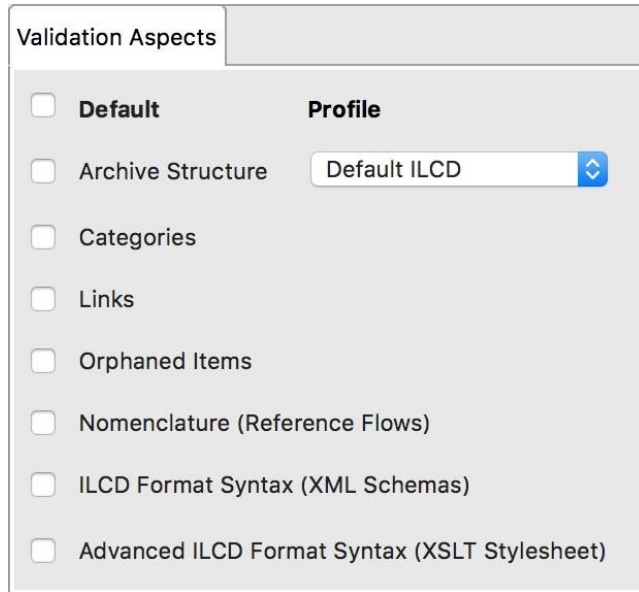 Validation Aspects
Default Profile
Archive Structure Default ILCD
Categories
Links
Orphaned Items
Nomenclature (Reference Flows)
ILCD Format Syntax (XML Schemas)
Advanced ILCD Format Syntax (XSLT Stylesheet)